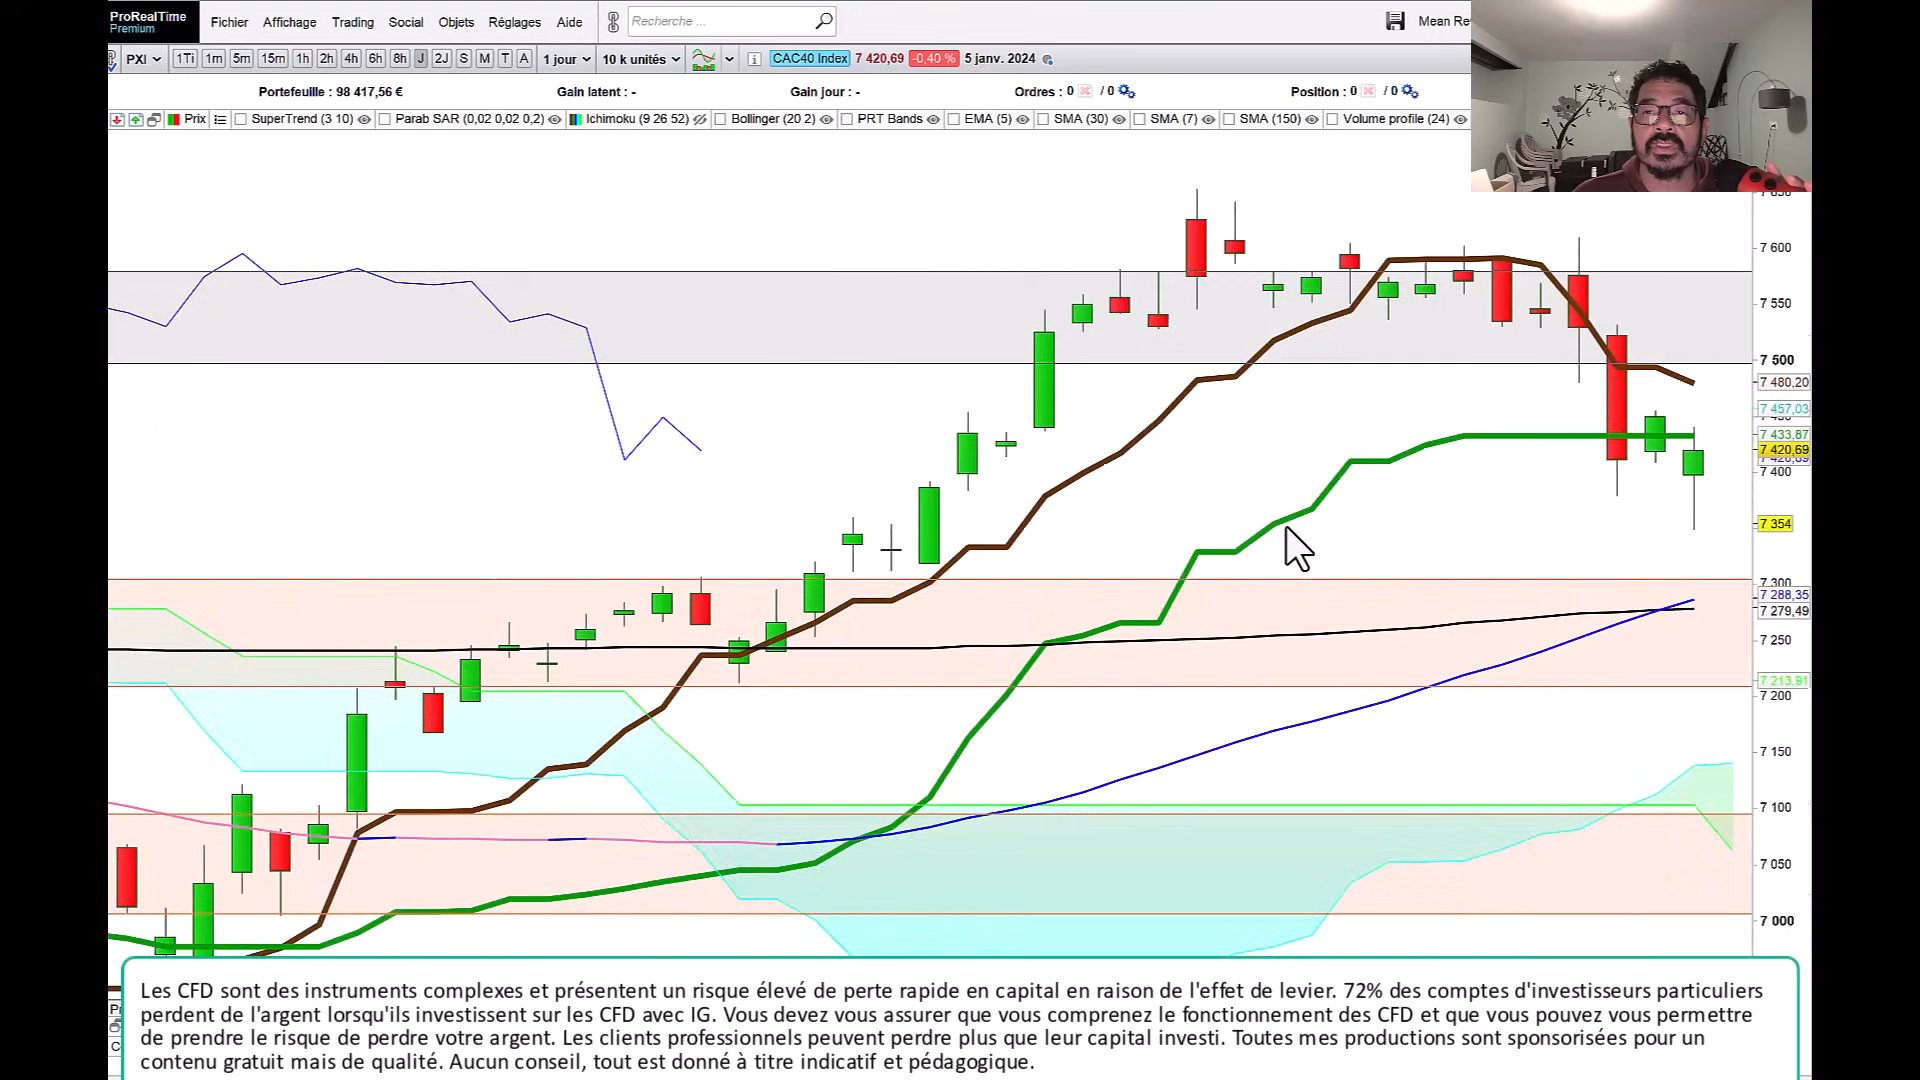 ProRealTime
Premium
Fichier Affichage Trading Social Objets Réglages Aide
Recherche ...
Mean Re
PXI 1Ti 1m 5m 15m 1h 2h 4h 6h 8h J 2J S M T A 1 jour 10 k unités CAC40 Index 7 420,69 -0,40 % 5 janv. 2024
Portefeuille : 98 417,56 € Gain latent : - Gain jour : - Ordres : 0 / 0 Position : 0 / 0
Prix SuperTrend (3 10) Parab SAR (0,02 0,02 0,2) Ichimoku (9 26 52) Bollinger (20 2) PRT Bands EMA (5) SMA (30) SMA (7) SMA (150) Volume profile (24)
7 600
7 550
7 500
7 480,20
7 457,03
7 433,87
7 420,69
7 400
7 354
7 300
7 288,35
7 279,49
7 250
7 213,91
7 200
7 150
7 100
7 050
7 000
Les CFD sont des instruments complexes et présentent un risque élevé de perte rapide en capital en raison de l'effet de levier. 72% des comptes d'investisseurs particuliers
perdent de l'argent lorsqu'ils investissent sur les CFD avec IG. Vous devez vous assurer que vous comprenez le fonctionnement des CFD et que vous pouvez vous permettre
de prendre le risque de perdre votre argent. Les clients professionnels peuvent perdre plus que leur capital investi. Toutes mes productions sont sponsorisées pour un
contenu gratuit mais de qualité. Aucun conseil, tout est donné à titre indicatif et pédagogique.